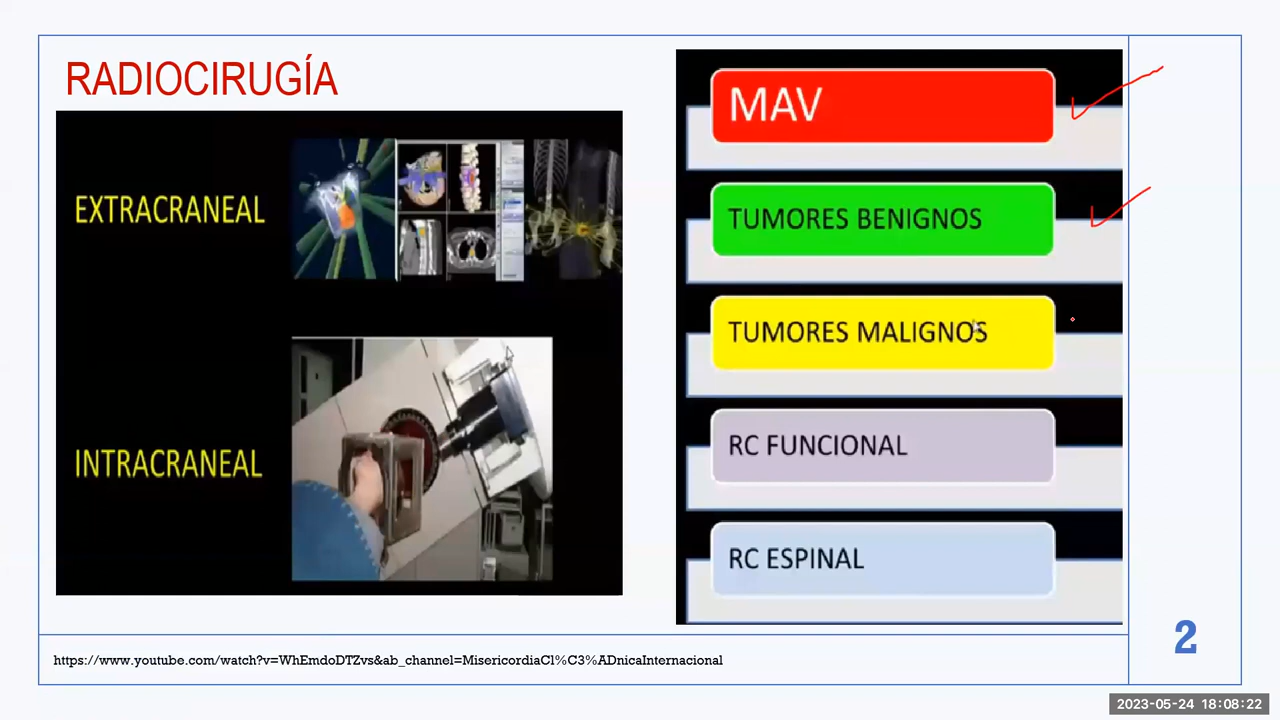 RADIOCIRUGÍA
EXTRACRANEAL
INTRACRANEAL
MAV
TUMORES BENIGNOS
TUMORES MALIGNOS
RC FUNCIONAL
RC ESPINAL
2
https://www.youtube.com/watch?v=WhEmdoDTZvs&ab_channel=MisericordiaCl%C3%ADnicaInternacional
2023-05-24 18:08:22